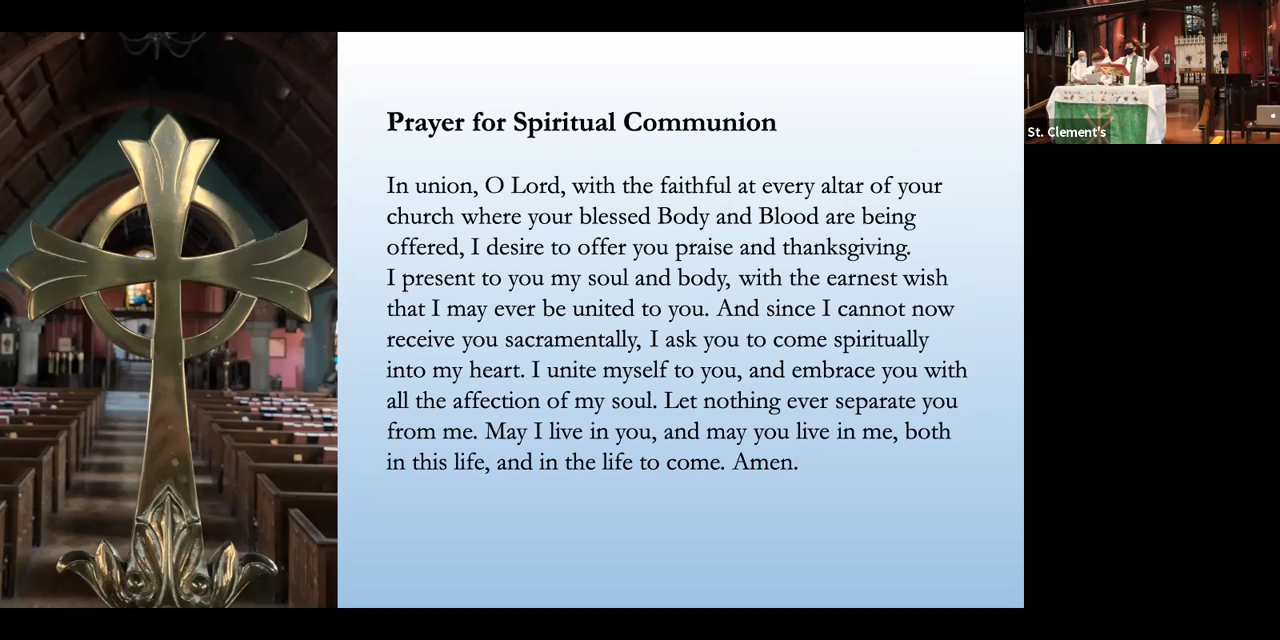 Prayer for Spiritual Communion
In union, O Lord, with the faithful at every altar of your
church where your blessed Body and Blood are being
offered, I desire to offer you praise and thanksgiving.
I present to you my soul and body, with the earnest wish
that I may ever be united to you. And since I cannot now
receive you sacramentally, I ask you to come spiritually
into my heart. I unite myself to you, and embrace you with
all the affection of my soul. Let nothing ever separate you
from me. May I live in you, and may you live in me, both
in this life, and in the life to come. Amen.
St. Clement's